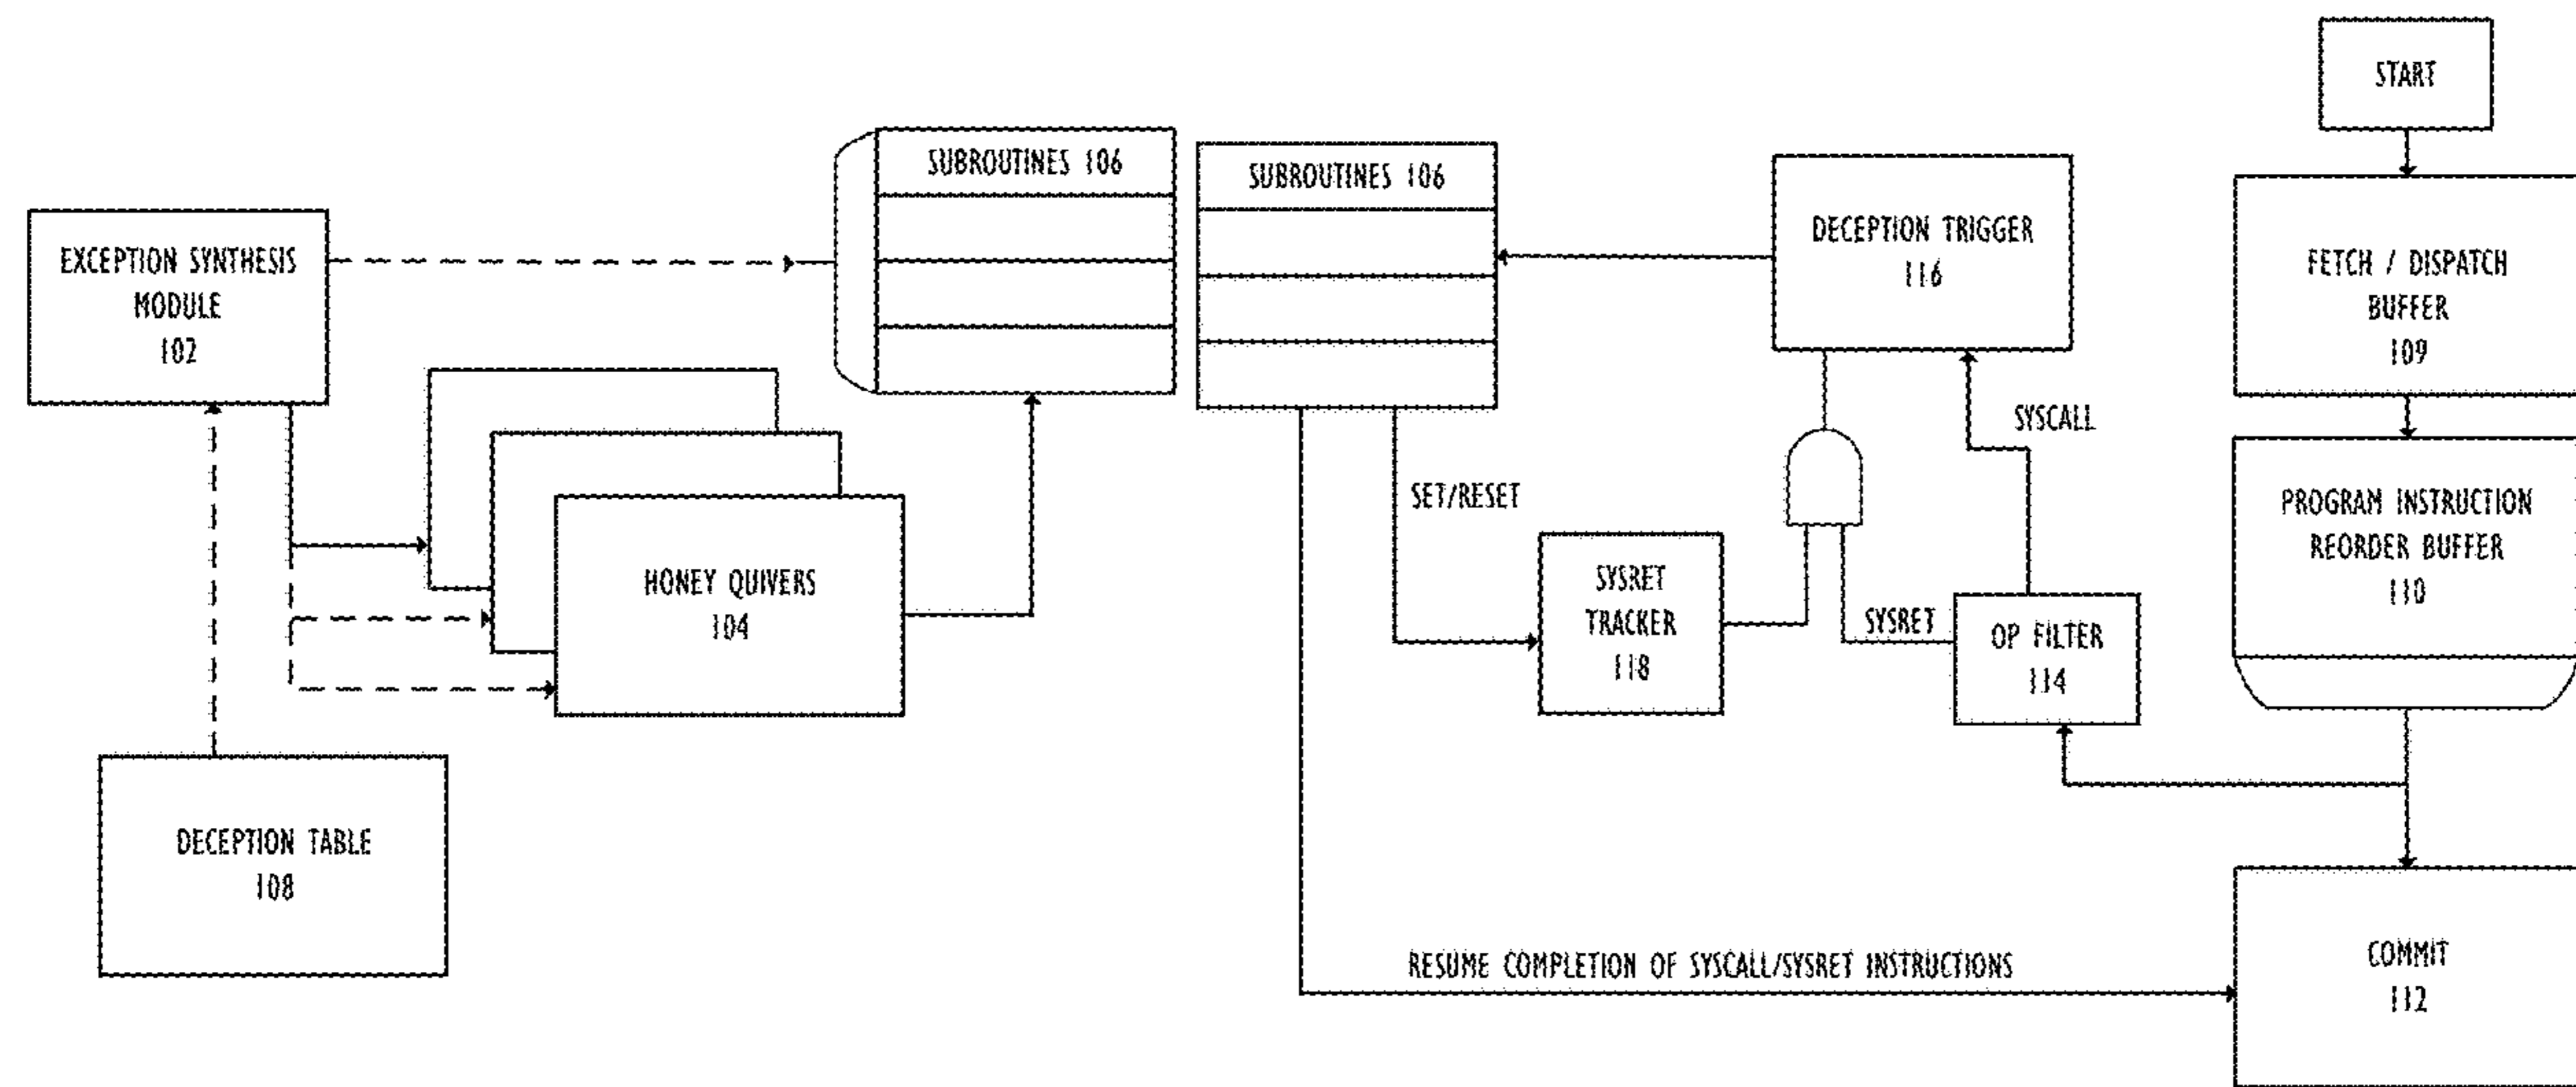 START
SUBROUTINES 106
SUBROUTINES 106
EXCEPTION SYNTHESIS
MODULE
102
DECEPTION TRIGGER
116
FETCH / DISPATCH
BUFFER
109
SYSCALL
SET/RESET
PROGRAM INSTRUCTION
REORDER BUFFER
110
HONEY QUIVERS
104
SYSRET
TRACKER
118
SYSRET
OP FILTER
114
DECEPTION TABLE
108
RESUME COMPLETION OF SYSCALL/SYSRET INSTRUCTIONS
COMMIT
112